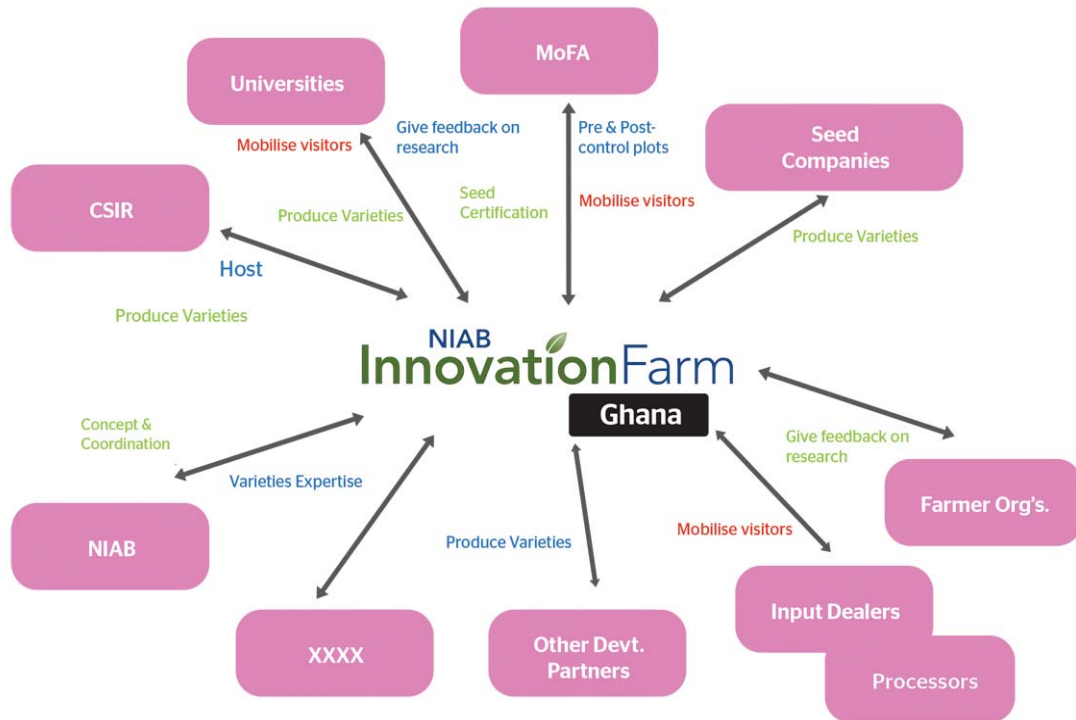 MoFA
Universities
Give feedback on
research
Pre & Post-
control plots
Seed
Companies
Mobilise visitors
CSIR
Seed
Certification
Mobilise visitors
Produce Varieties
Produce Varieties
Host
Produce Varieties
NIAB
InnovationFarm
Ghana
Concept &
Coordination
Give feedback on
research
Varieties Expertise
Farmer Org's.
Mobilise visitors
NIAB
Produce Varieties
Input Dealers
XXXX
Other Devt.
Partners
Processors